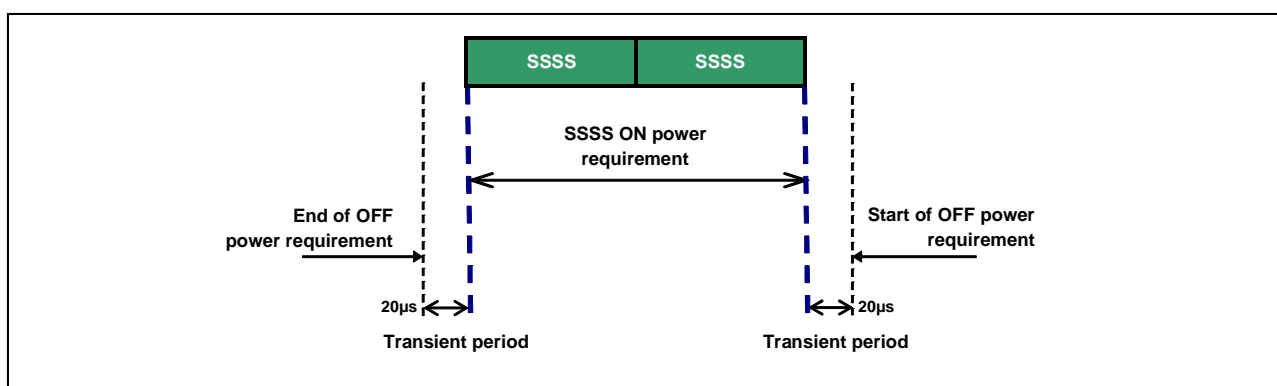 SSSS SSSS
SSSS ON power
requirement
End of OFF
power requirement
Start of OFF power
requirement
20µs
20µs
Transient period
Transient period